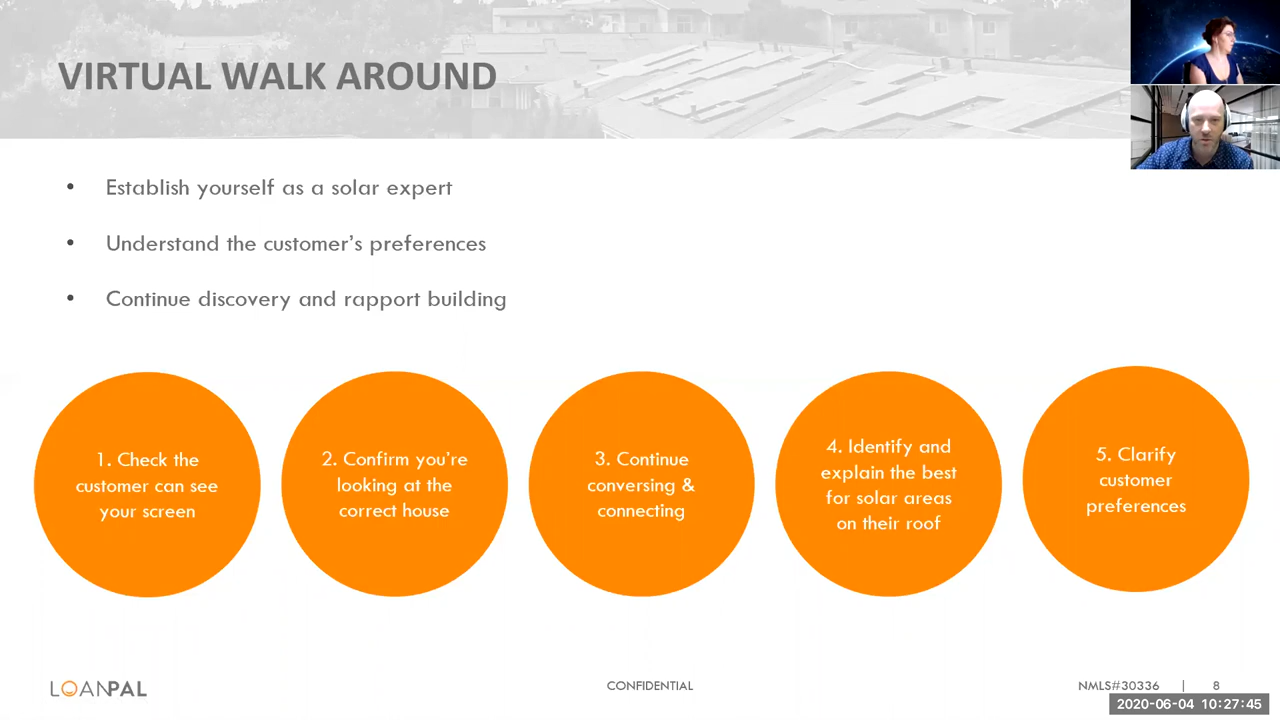 VIRTUAL WALK AROUND
• Establish yourself as a solar expert
• Understand the customer's preferences
• Continue discovery and rapport building
1. Check the
customer can see
your screen
2. Confirm you're
looking at the
correct house
3. Continue
conversing &
connecting
4. Identify and
explain the best
for solar areas
on their roof
5. Clarify
customer
preferences
LOANPAL
CONFIDENTIAL
NMLS#30336 | 8
2020-06-04 10:27:45